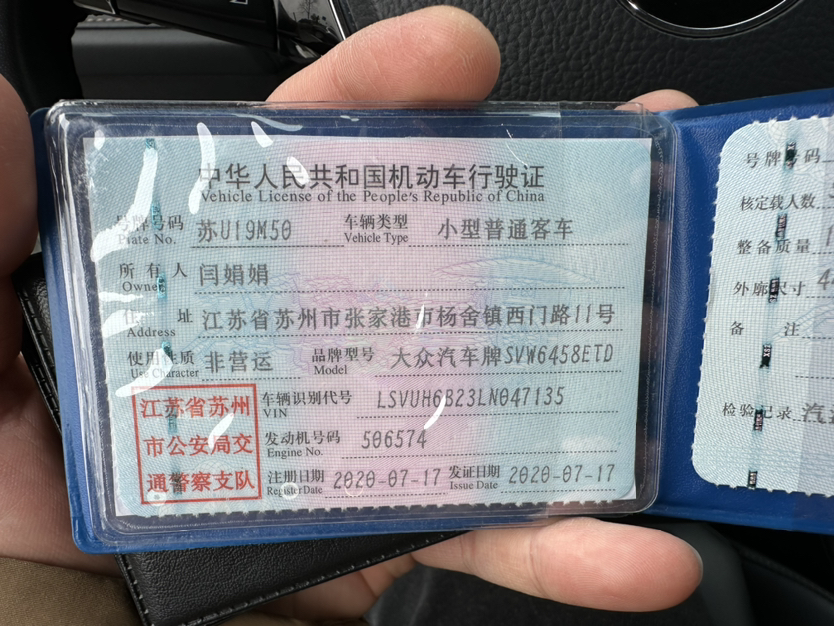 中华人民共和国机动车行驶证
Vehicle License of the People's Republic of China
号牌号码 苏U19M50 车辆类型 小型普通客车
Plate No. Vehicle Type
所有人 闫娟娟
Owner
住 址 江苏省苏州市张家港市杨舍镇西门路11号
Address
使用性质 非营运 品牌型号 大众汽车牌SVW6458ETD
Use Character Model
江苏省苏州
市公安局交
通警察支队
车辆识别代号 LSVUH6B23LN047135
VIN
发动机号码 506574
Engine No.
注册日期 2020-07-17 发证日期 2020-07-17
Register Date Issue Date
号牌号码
核定载人数
整备质量
外廓尺寸
备 注
检验记录